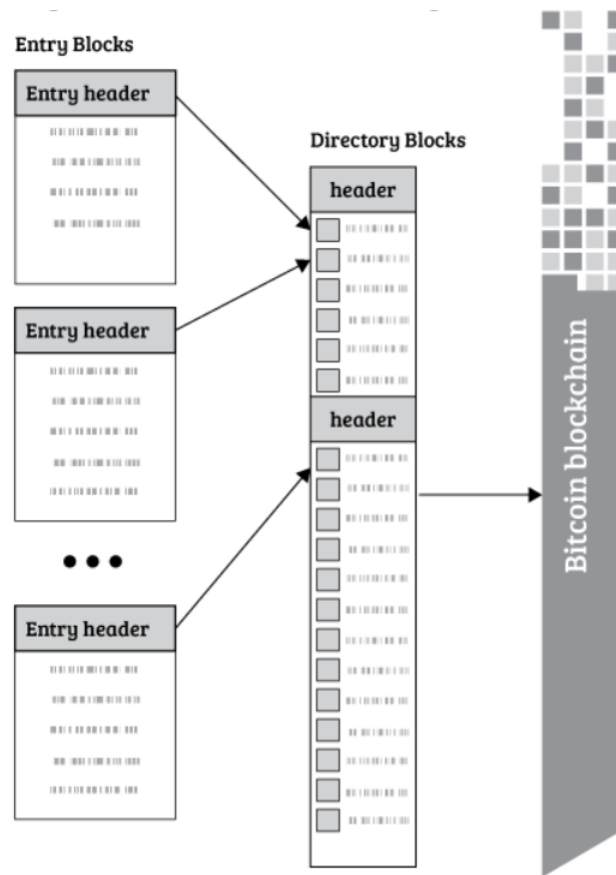 Entry Blocks
Entry header
Directory Blocks
header
Entry header
header
Entry header
Bitcoin blockchain